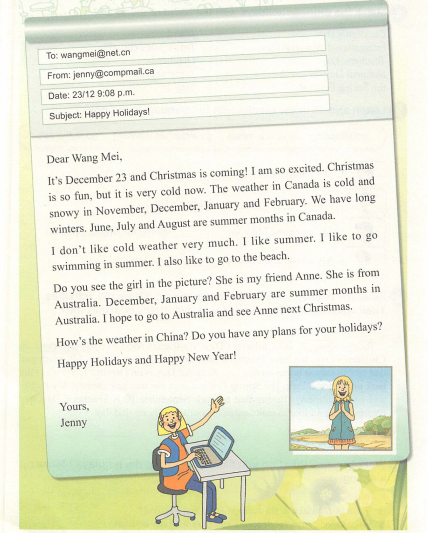 To: wangmei@net.cn
From: jenny@compmail.ca
Date: 23/12 9:08 p.m.
Subject: Happy Holidays!
Dear Wang Mei,
It's December 23 and Christmas is coming! I am so excited. Christmas
is so fun, but it is very cold now. The weather in Canada is cold and
snowy in November, December, January and February. We have long
winters. June, July and August are summer months in Canada.
I don't like cold weather very much. I like summer. I like to go
swimming in summer. I also like to go to the beach.
Do you see the girl in the picture? She is my friend Anne. She is from
Australia. December, January and February are summer months in
Australia. I hope to go to Australia and see Anne next Christmas.
How's the weather in China? Do you have any plans for your holidays?
Happy Holidays and Happy New Year!
Yours,
Jenny